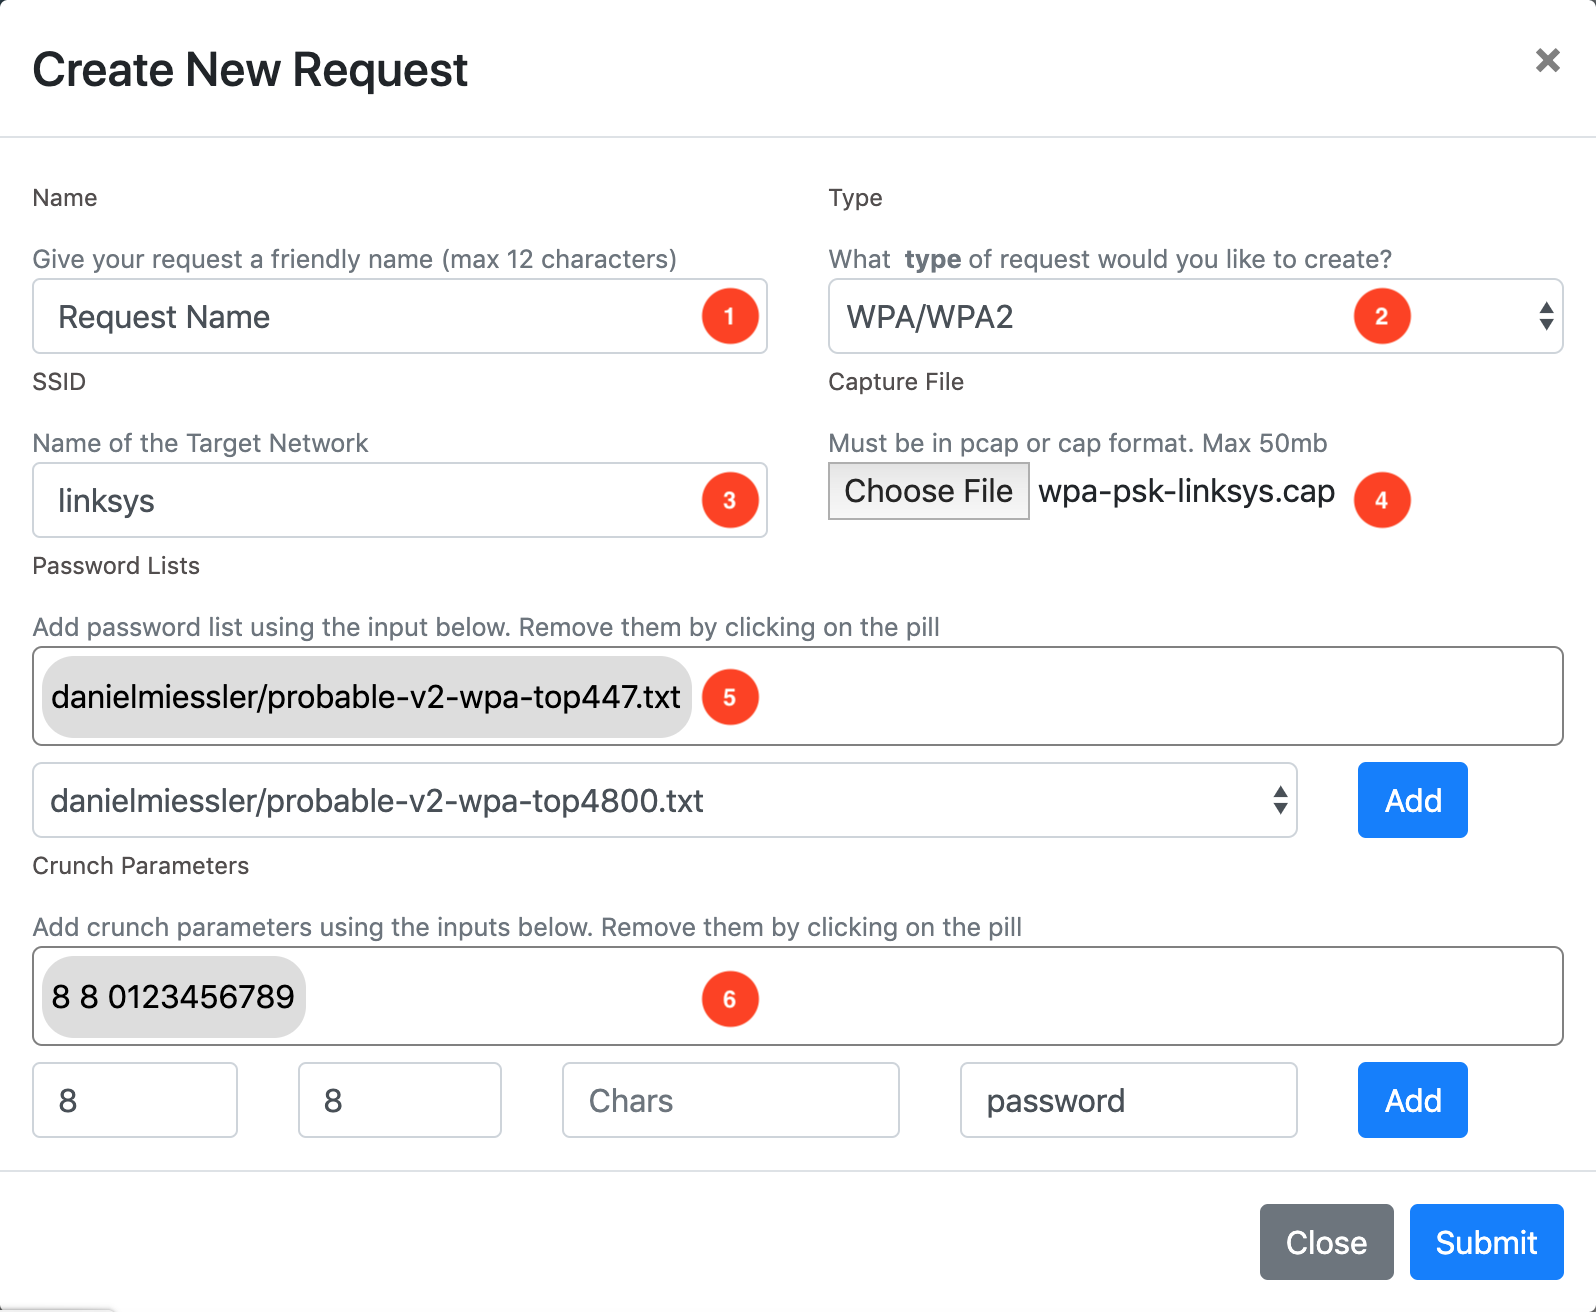 Create New Request
×
Name
Type
Give your request a friendly name (max 12 characters)
What type of request would you like to create?
Request Name
1
WPA/WPA2
2
SSID
Capture File
Name of the Target Network
Must be in pcap or cap format. Max 50mb
linksys
3
Choose File wpa-psk-linksys.cap
4
Password Lists
Add password list using the input below. Remove them by clicking on the pill
danielmiessler/probable-v2-wpa-top447.txt
5
danielmiessler/probable-v2-wpa-top4800.txt
Add
Crunch Parameters
Add crunch parameters using the inputs below. Remove them by clicking on the pill
8 8 0123456789
6
8
8
Chars
password
Add
Close
Submit